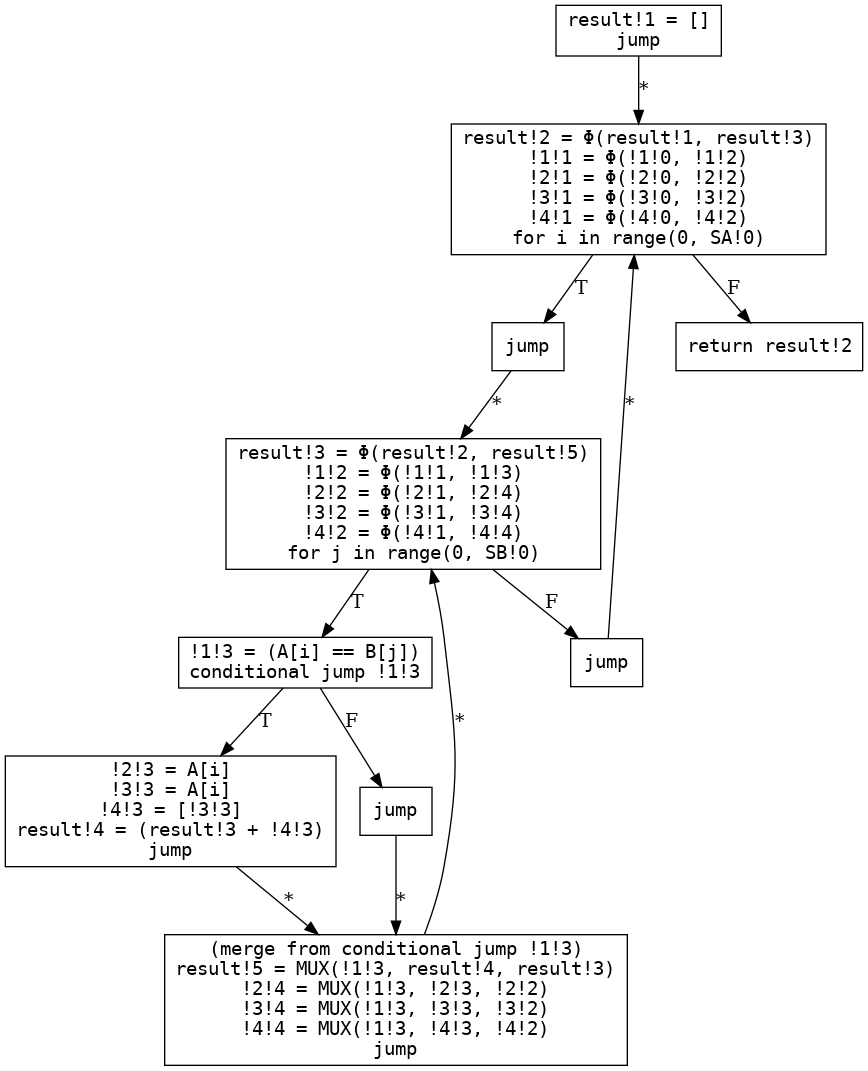 result!1 = []
jump
*
result!2 = Φ(result!1, result!3)
!1!1 = Φ(!1!0, !1!2)
!2!1 = Φ(!2!0, !2!2)
!3!1 = Φ(!3!0, !3!2)
!4!1 = Φ(!4!0, !4!2)
for i in range(0, SA!0)
T
F
jump
return result!2
*
*
result!3 = Φ(result!2, result!5)
!1!2 = Φ(!1!1, !1!3)
!2!2 = Φ(!2!1, !2!4)
!3!2 = Φ(!3!1, !3!4)
!4!2 = Φ(!4!1, !4!4)
for j in range(0, SB!0)
T
F
!1!3 = (A[i] == B[j])
conditional jump !1!3
jump
T
F
*
!2!3 = A[i]
!3!3 = A[i]
!4!3 = [!3!3]
result!4 = (result!3 + !4!3)
jump
jump
*
*
(merge from conditional jump !1!3)
result!5 = MUX(!1!3, result!4, result!3)
!2!4 = MUX(!1!3, !2!3, !2!2)
!3!4 = MUX(!1!3, !3!3, !3!2)
!4!4 = MUX(!1!3, !4!3, !4!2)
jump